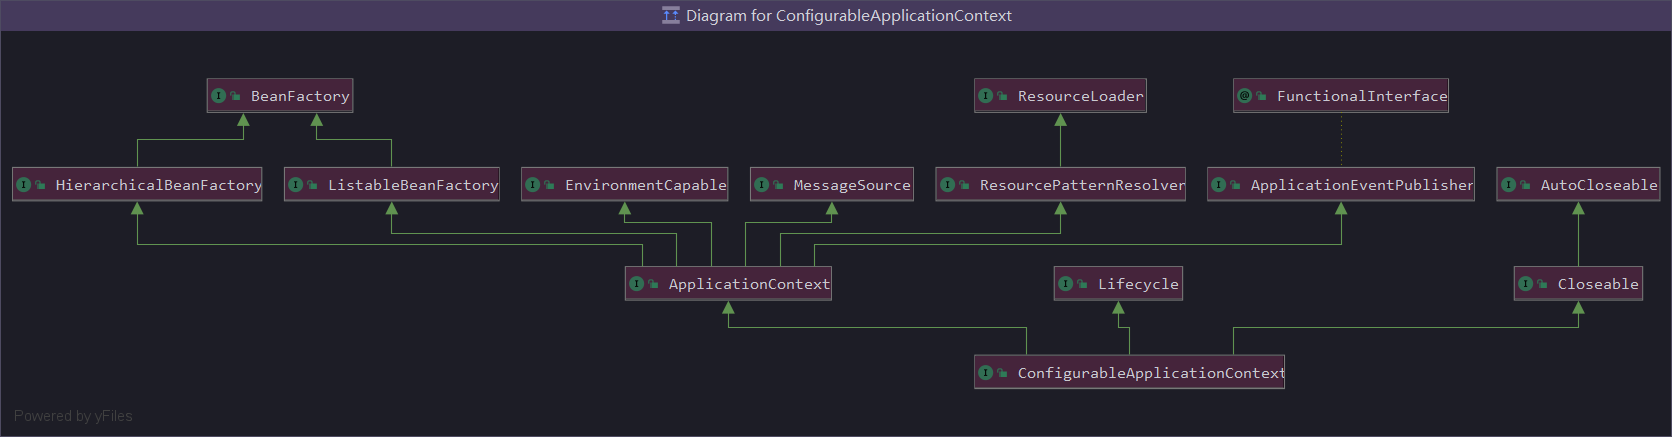 Diagram for ConfigurableApplicationContext
BeanFactory
ResourceLoader
FunctionalInterface
HierarchicalBeanFactory
ListableBeanFactory
EnvironmentCapable
MessageSource
ResourcePatternResolver
ApplicationEventPublisher
AutoCloseable
ApplicationContext
Lifecycle
Closeable
ConfigurableApplicationContext
Powered by yFiles